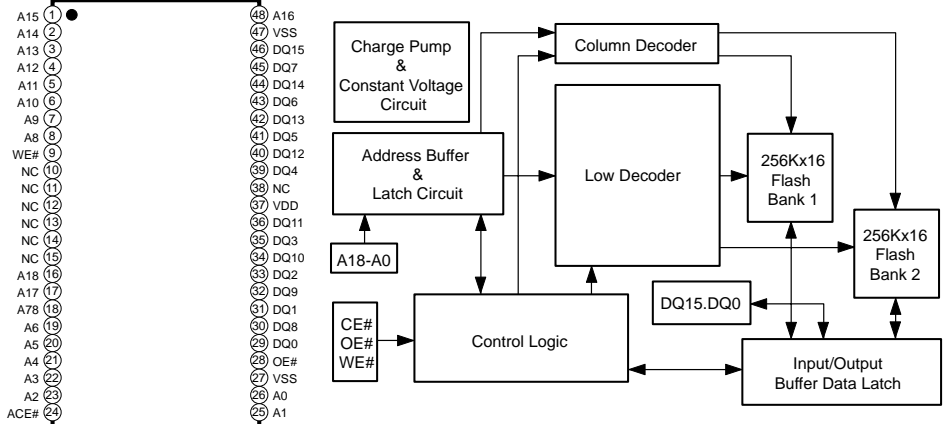 A15 1
A14 2
A13 3
A12 4
A11 5
A10 6
A9 7
A8 8
WE# 9
NC 10
NC 11
NC 12
NC 13
NC 14
NC 15
A18 16
A17 17
A78 18
A6 19
A5 20
A4 21
A3 22
A2 23
ACE# 24
48 A16
47 VSS
46 DQ15
45 DQ7
44 DQ14
43 DQ6
42 DQ13
41 DQ5
40 DQ12
39 DQ4
38 NC
37 VDD
36 DQ11
35 DQ3
34 DQ10
33 DQ2
32 DQ9
31 DQ1
30 DQ8
29 DQ0
28 OE#
27 VSS
26 A0
25 A1
Charge Pump
&
Constant Voltage
Circuit
Column Decoder
Address Buffer
&
Latch Circuit
Low Decoder
256Kx16
Flash
Bank 1
256Kx16
Flash
Bank 2
A18-A0
DQ15.DQ0
CE#
OE#
WE#
Control Logic
Input/Output
Buffer Data Latch